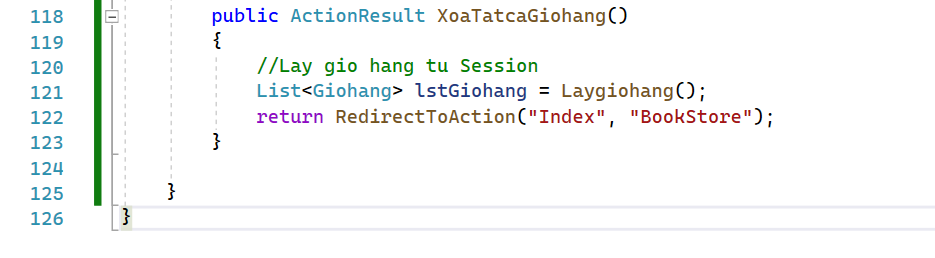 118 public ActionResult XoaTatcaGiohang()
119 {
120 //Lay gio hang tu Session
121 List<Giohang> lstGiohang = Laygiohang();
122 return RedirectToAction("Index", "BookStore");
123 }
124
125 }
126 }